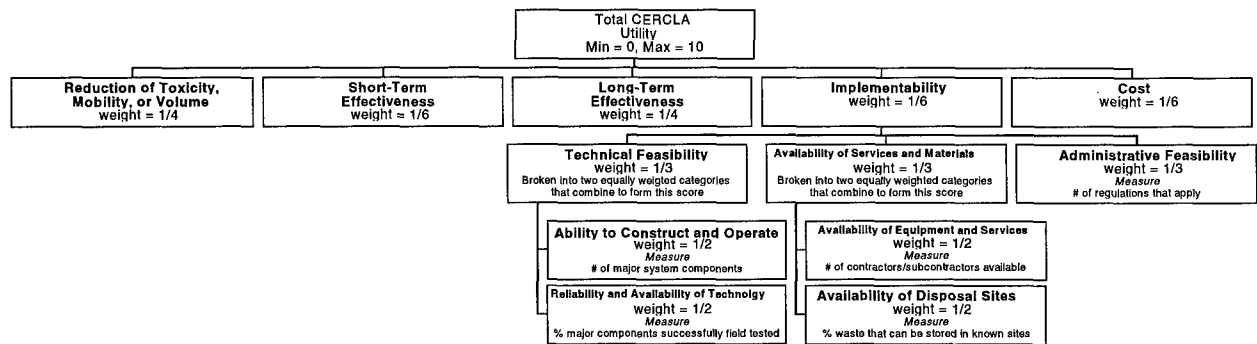 Total CERCLA
Utility
Min = 0, Max = 10
Reduction of Toxicity,
Mobility, or Volume
weight = 1/4
Short-Term
Effectiveness
weight = 1/6
Long-Term
Effectiveness
weight = 1/4
Implementability
weight = 1/6
Cost
weight = 1/6
Technical Feasibility
weight = 1/3
Broken into two equally weigted categories
that combine to form this score
Availability of Services and Materials
weight = 1/3
Broken into two equally weighted categories
that combine to form this score
Administrative Feasibility
weight = 1/3
Measure
# of regulations that apply
Ability to Construct and Operate
weight = 1/2
Measure
# of major system components
Reliability and Availability of Technolgy
weight = 1/2
Measure
% major components successfully field tested
Availability of Equipment and Services
weight = 1/2
Measure
# of contractors/subcontractors available
Availability of Disposal Sites
weight = 1/2
Measure
% waste that can be stored in known sites